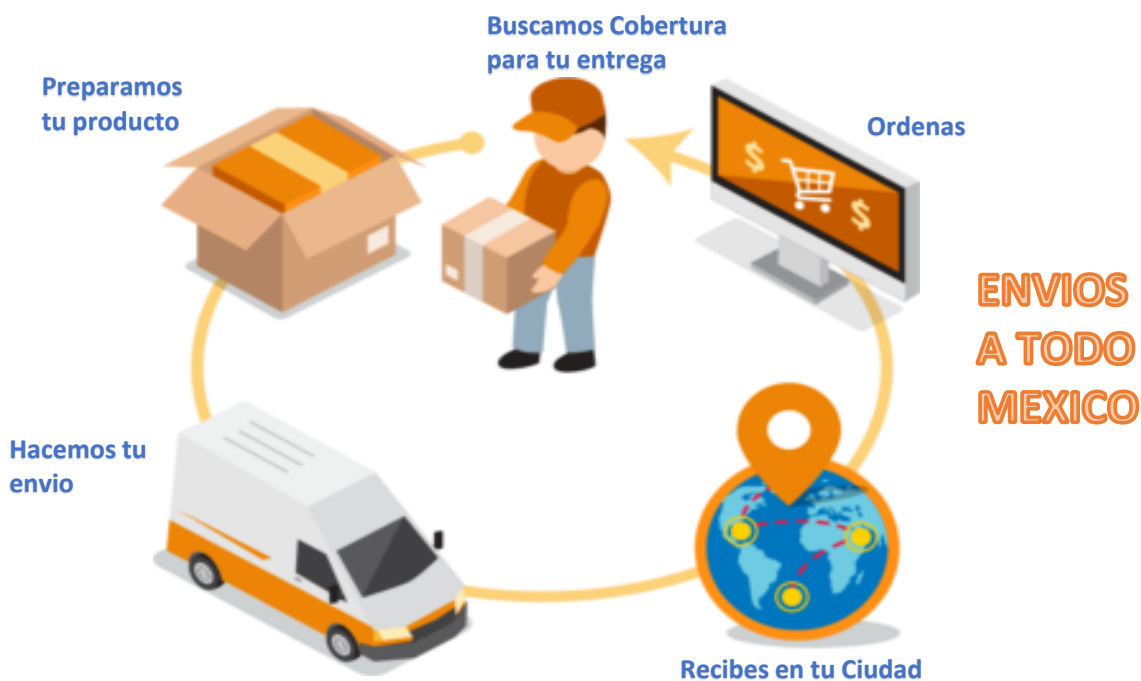 Buscamos Cobertura
para tu entrega
Preparamos
tu producto
Ordenas
$
$
ENVIOS
A TODO
MEXICO
Hacemos tu
envio
Recibes en tu Ciudad